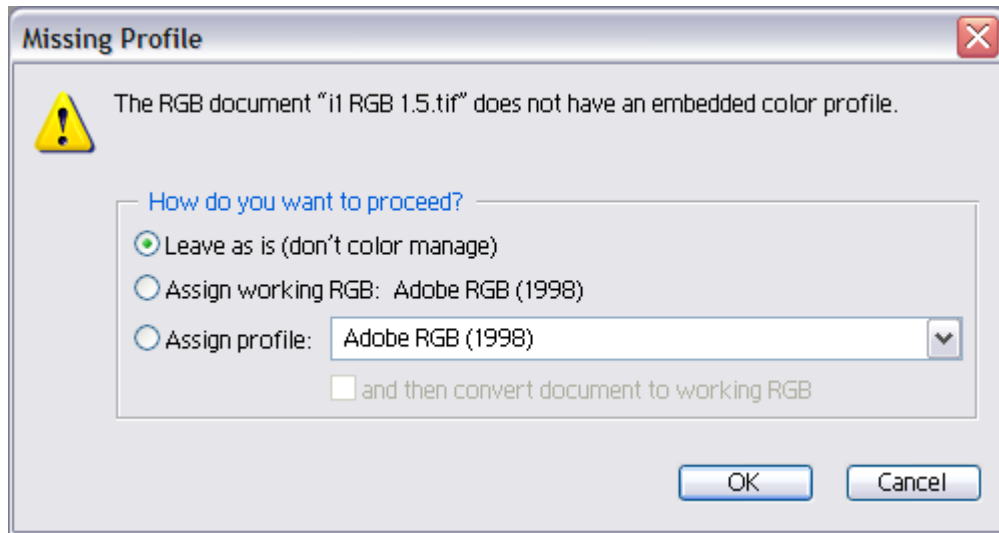 Missing Profile
The RGB document “i1 RGB 1.5.tif” does not have an embedded color profile.
How do you want to proceed?
Leave as is (don't color manage)
Assign working RGB: Adobe RGB (1998)
Assign profile: Adobe RGB (1998)
and then convert document to working RGB
OK Cancel